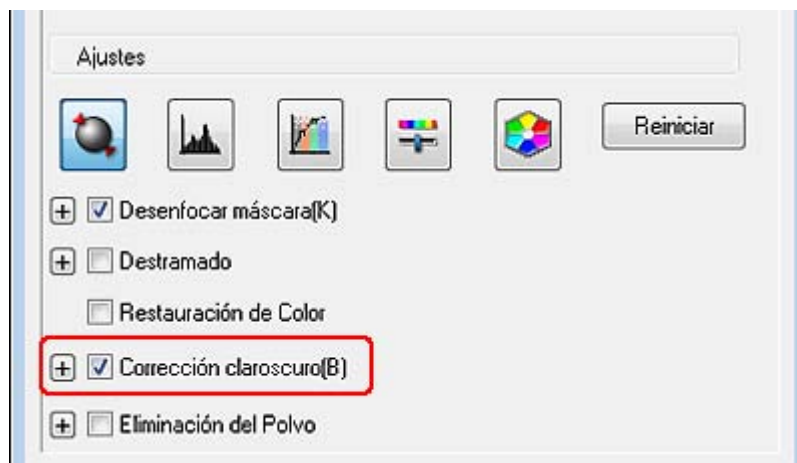 Ajustes
Reiniciar
Desenfocar máscara(K)
Destramado
Restauración de Color
Corrección claroscuro(B)
Eliminación del Polvo